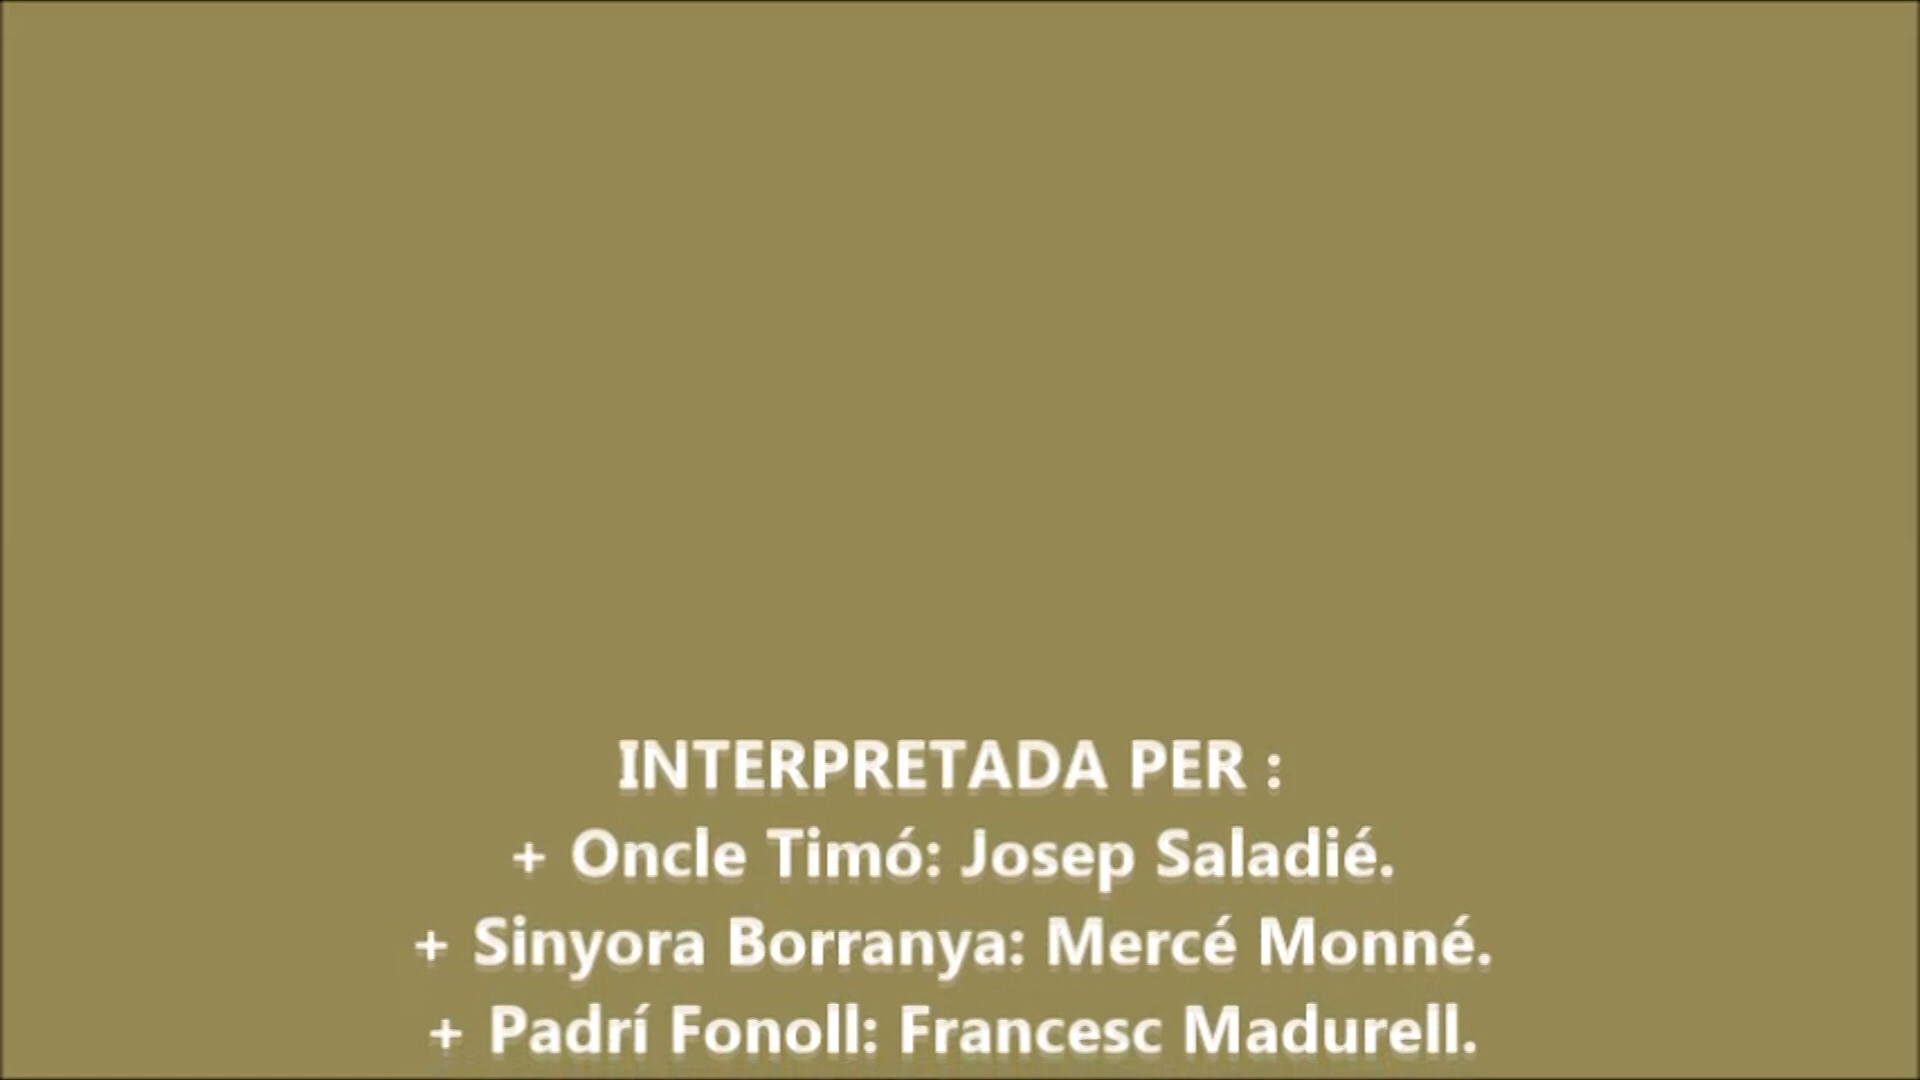 INTERPRETADA PER :
+ Oncle Timó: Josep Saladié.
+ Sinyora Borranya: Mercé Monné.
+ Padrí Fonoll: Francesc Madurell.